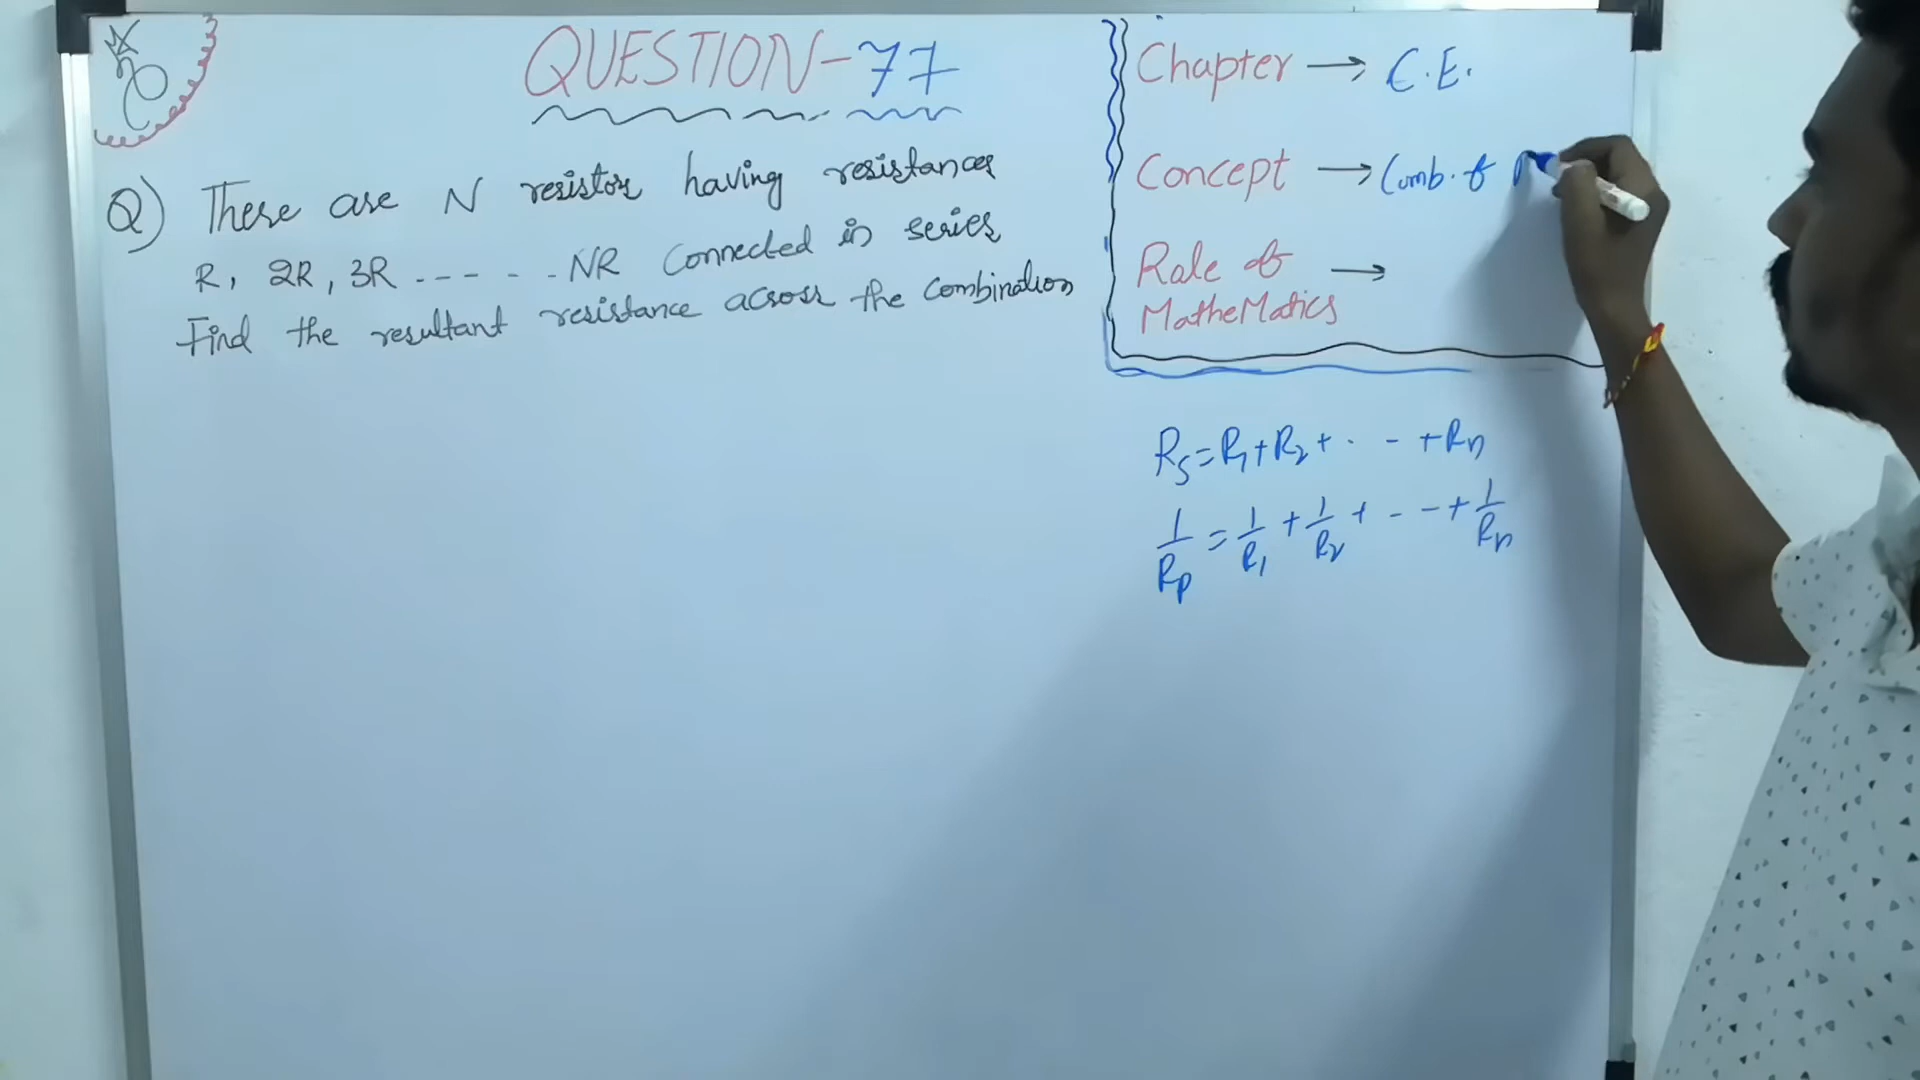 QUESTION-77
Q) There are N resistor having resistances
R, 2R, 3R ------NR Connected in series
Find the resultant resistance across the combination
Chapter → C.E.
Concept → Comb. of
Role of →
MatheMatics
Rs=R1+R2+ · - +Rn
1/Rp = 1/R1 + 1/R2 + - - + 1/Rn